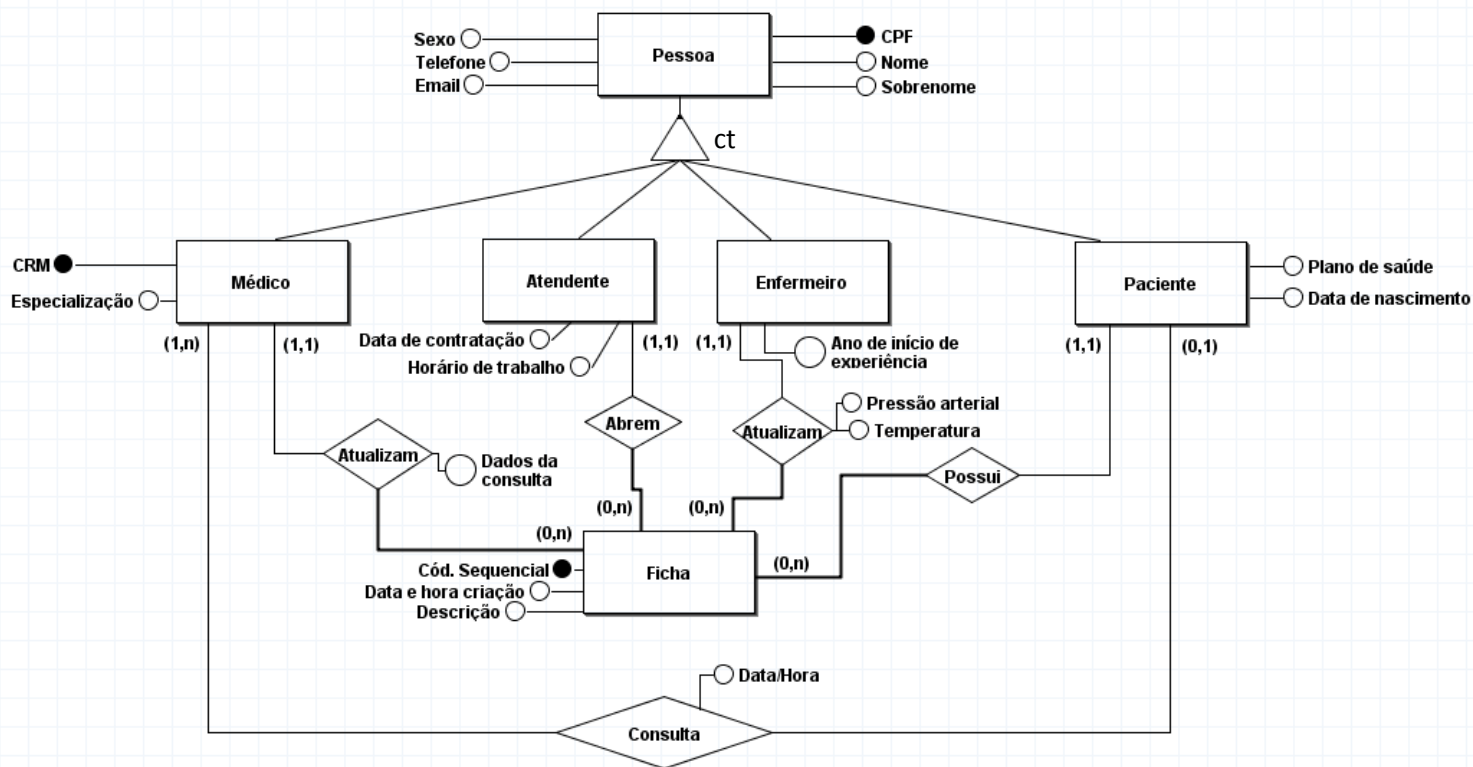 Sexo
Telefone
Email
Pessoa
CPF
Nome
Sobrenome
ct
CRM
Especialização
Médico
Atendente
Enfermeiro
Paciente
Plano de saúde
Data de nascimento
(1,n)
(1,1)
Data de contratação
Horário de trabalho
(1,1)
(1,1)
Ano de início de
experiência
(1,1)
(0,1)
Atualizam
Dados da
consulta
Abrem
Atualizam
Pressão arterial
Temperatura
Possui
(0,n)
(0,n)
(0,n)
(0,n)
Cód. Sequencial
Data e hora criação
Descrição
Ficha
Data/Hora
Consulta